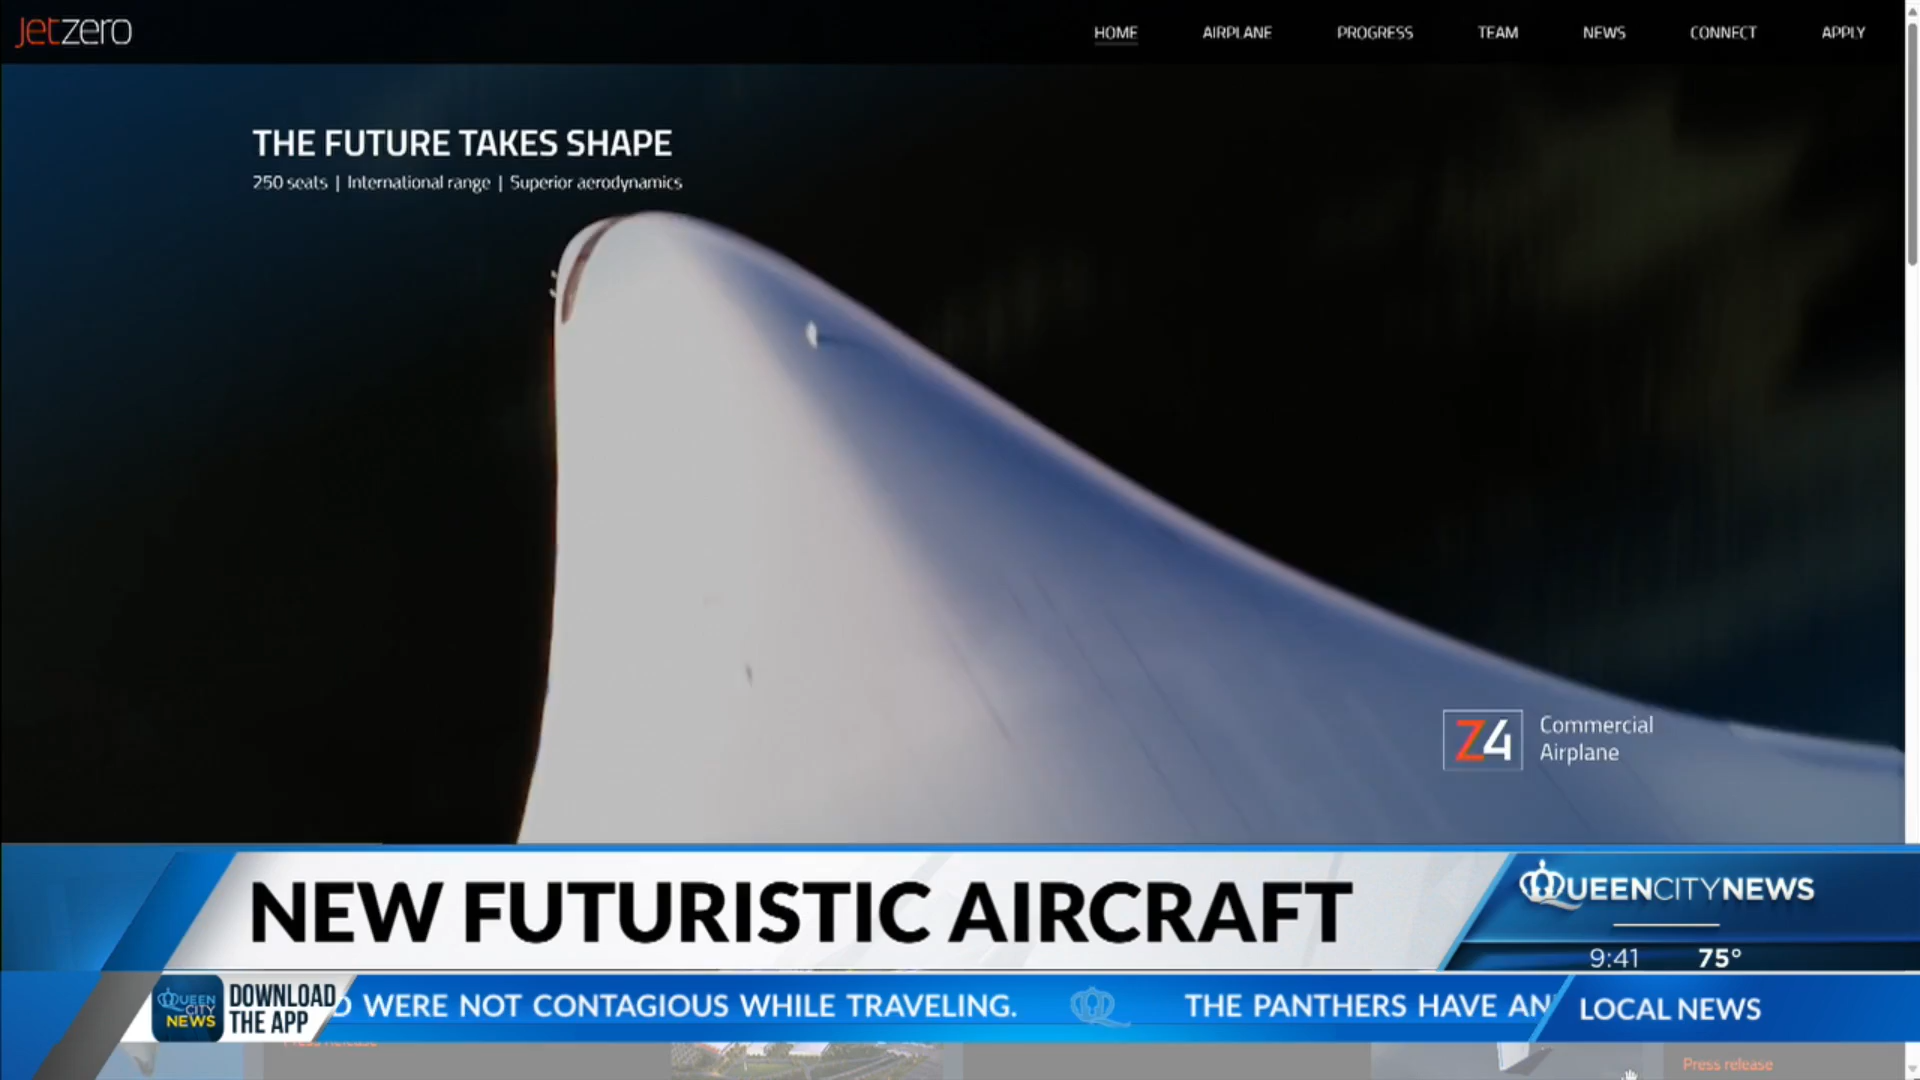 Jetzero
HOME AIRPLANE PROGRESS TEAM NEWS CONNECT APPLY
THE FUTURE TAKES SHAPE
250 seats | International range | Superior aerodynamics
Z4 Commercial
Airplane
NEW FUTURISTIC AIRCRAFT
QUEENCITYNEWS
9:41 75°
QUEEN
CITY
NEWS
DOWNLOAD
THE APP
D WERE NOT CONTAGIOUS WHILE TRAVELING. THE PANTHERS HAVE AN
LOCAL NEWS
Press release
Press release